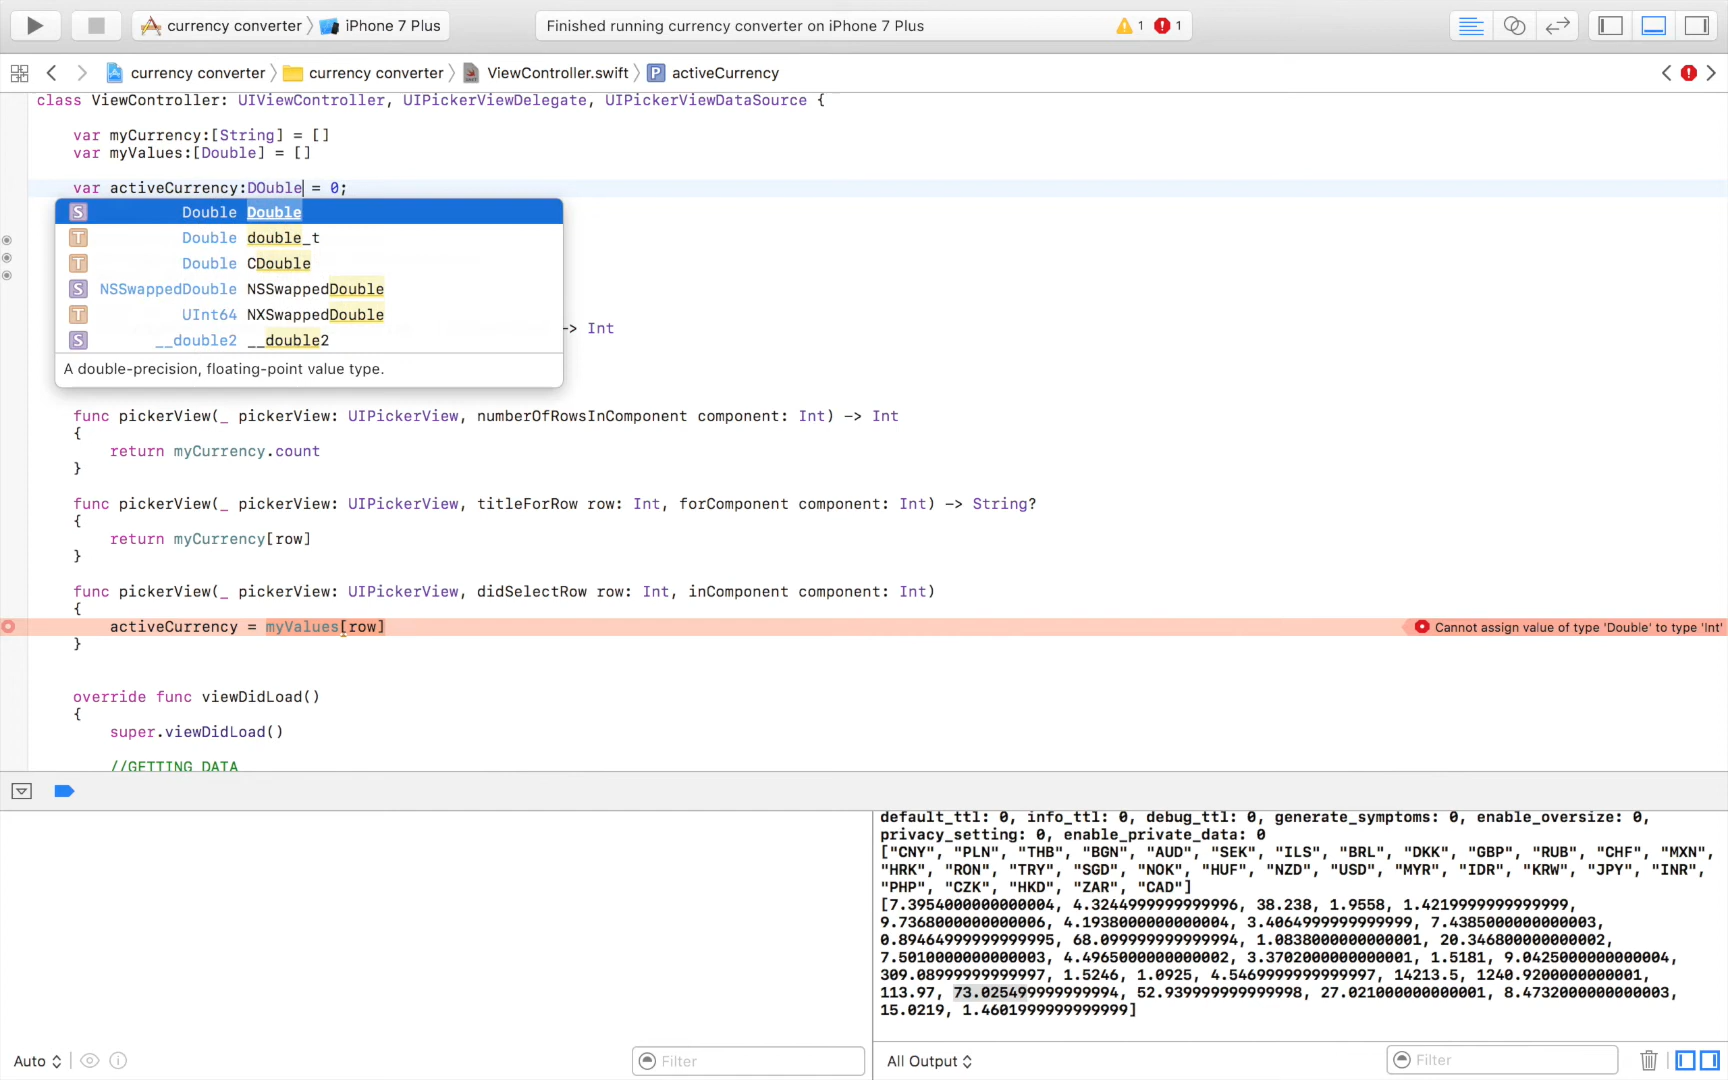 currency converter iPhone 7 Plus Finished running currency converter on iPhone 7 Plus 1 1
currency converter currency converter ViewController.swift P activeCurrency
class ViewController: UIViewController, UIPickerViewDelegate, UIPickerViewDataSource {
var myCurrency:[String] = []
var myValues:[Double] = []
var activeCurrency:DOuble = 0;
S Double Double
T Double double_t
T Double CDouble
S NSSwappedDouble NSSwappedDouble
T UInt64 NXSwappedDouble
-> Int
S __double2 __double2
A double-precision, floating-point value type.
func pickerView(_ pickerView: UIPickerView, numberOfRowsInComponent component: Int) -> Int
{
return myCurrency.count
}
func pickerView(_ pickerView: UIPickerView, titleForRow row: Int, forComponent component: Int) -> String?
{
return myCurrency[row]
}
func pickerView(_ pickerView: UIPickerView, didSelectRow row: Int, inComponent component: Int)
{
activeCurrency = myValues[row] Cannot assign value of type 'Double' to type 'Int'
}
override func viewDidLoad()
{
super.viewDidLoad()
//GETTING DATA
default_ttl: 0, info_ttl: 0, debug_ttl: 0, generate_symptoms: 0, enable_oversize: 0,
privacy_setting: 0, enable_private_data: 0
["CNY", "PLN", "THB", "BGN", "AUD", "SEK", "ILS", "BRL", "DKK", "GBP", "RUB", "CHF", "MXN",
"HRK", "RON", "TRY", "SGD", "NOK", "HUF", "NZD", "USD", "MYR", "IDR", "KRW", "JPY", "INR",
"PHP", "CZK", "HKD", "ZAR", "CAD"]
[7.3954000000000004, 4.3244999999999996, 38.238, 1.9558, 1.4219999999999999,
9.7368000000000006, 4.1938000000000004, 3.4064999999999999, 7.4385000000000003,
0.89464999999999995, 68.099999999999994, 1.0838000000000001, 20.346800000000002,
7.5010000000000003, 4.4965000000000002, 3.3702000000000001, 1.5181, 9.0425000000000004,
309.08999999999997, 1.5246, 1.0925, 4.5469999999999997, 14213.5, 1240.9200000000001,
113.97, 73.025499999999994, 52.939999999999998, 27.021000000000001, 8.4732000000000003,
15.0219, 1.4601999999999999]
Auto Filter All Output Filter